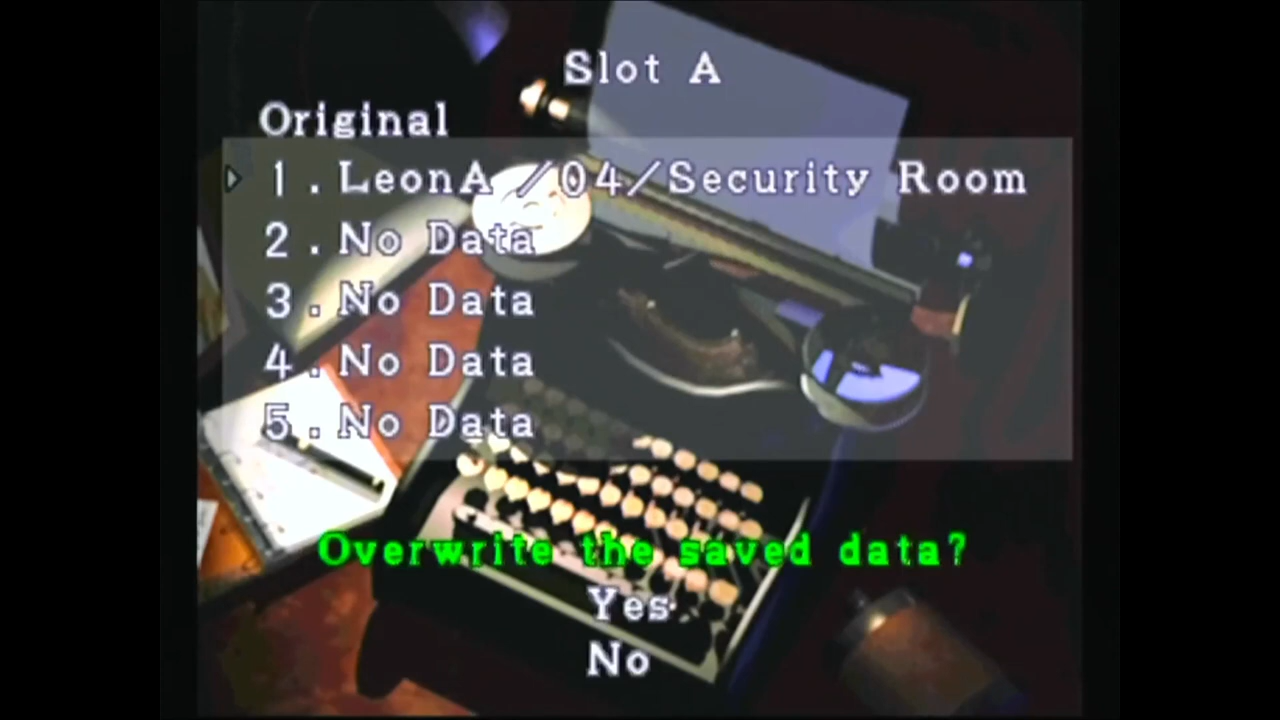 Slot A
Original
1. LeonA /04/Security Room
2. No Data
3. No Data
4. No Data
5. No Data
Overwrite the saved data?
Yes
No